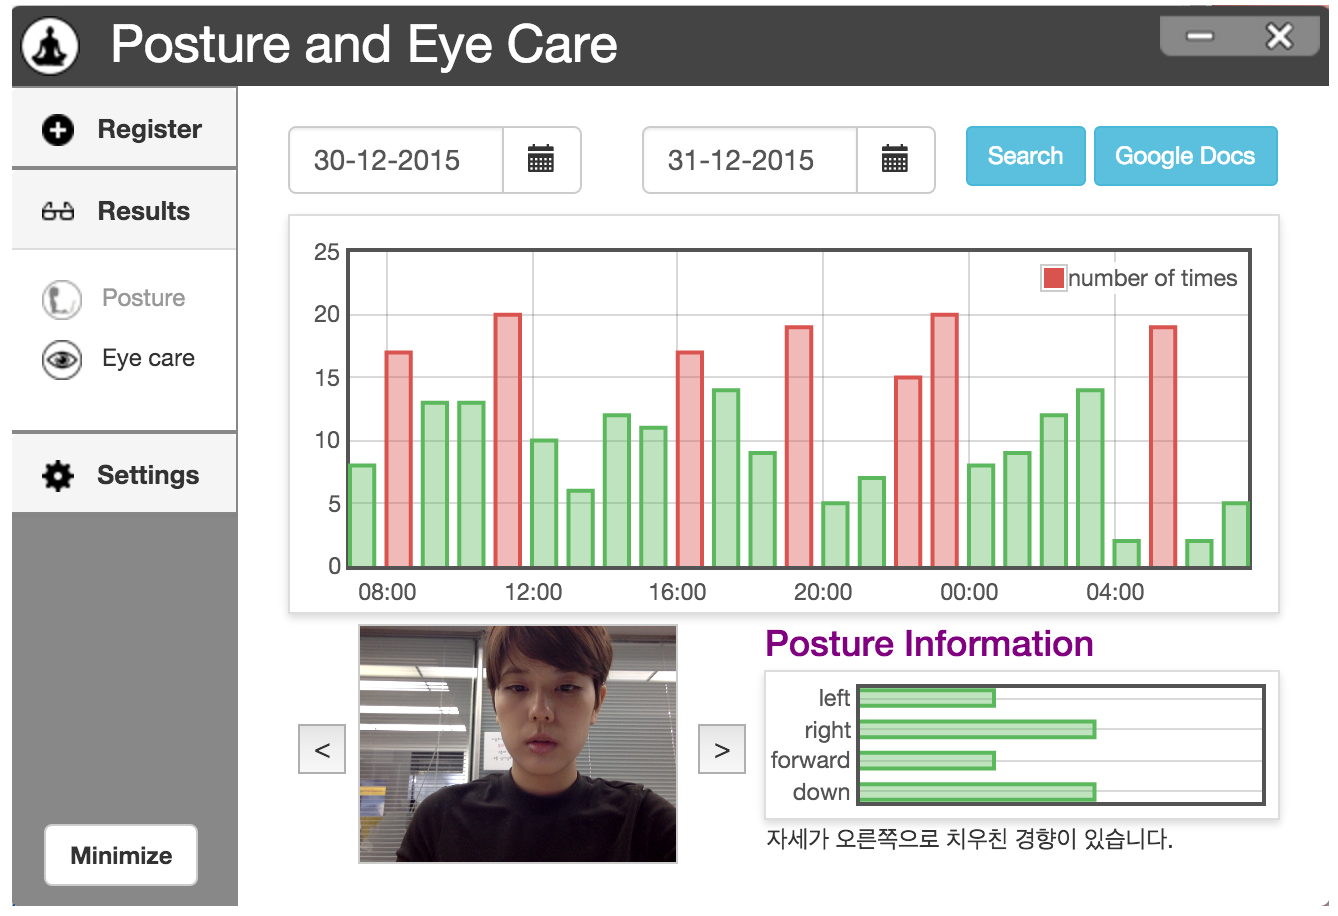 Posture and Eye Care
Register
Results
Posture
Eye care
Settings
Minimize
30-12-2015
31-12-2015
Search
Google Docs
25
20
15
10
5
0
number of times
08:00 12:00 16:00 20:00 00:00 04:00
<
>
Posture Information
left
right
forward
down
자세가 오른쪽으로 치우친 경향이 있습니다.